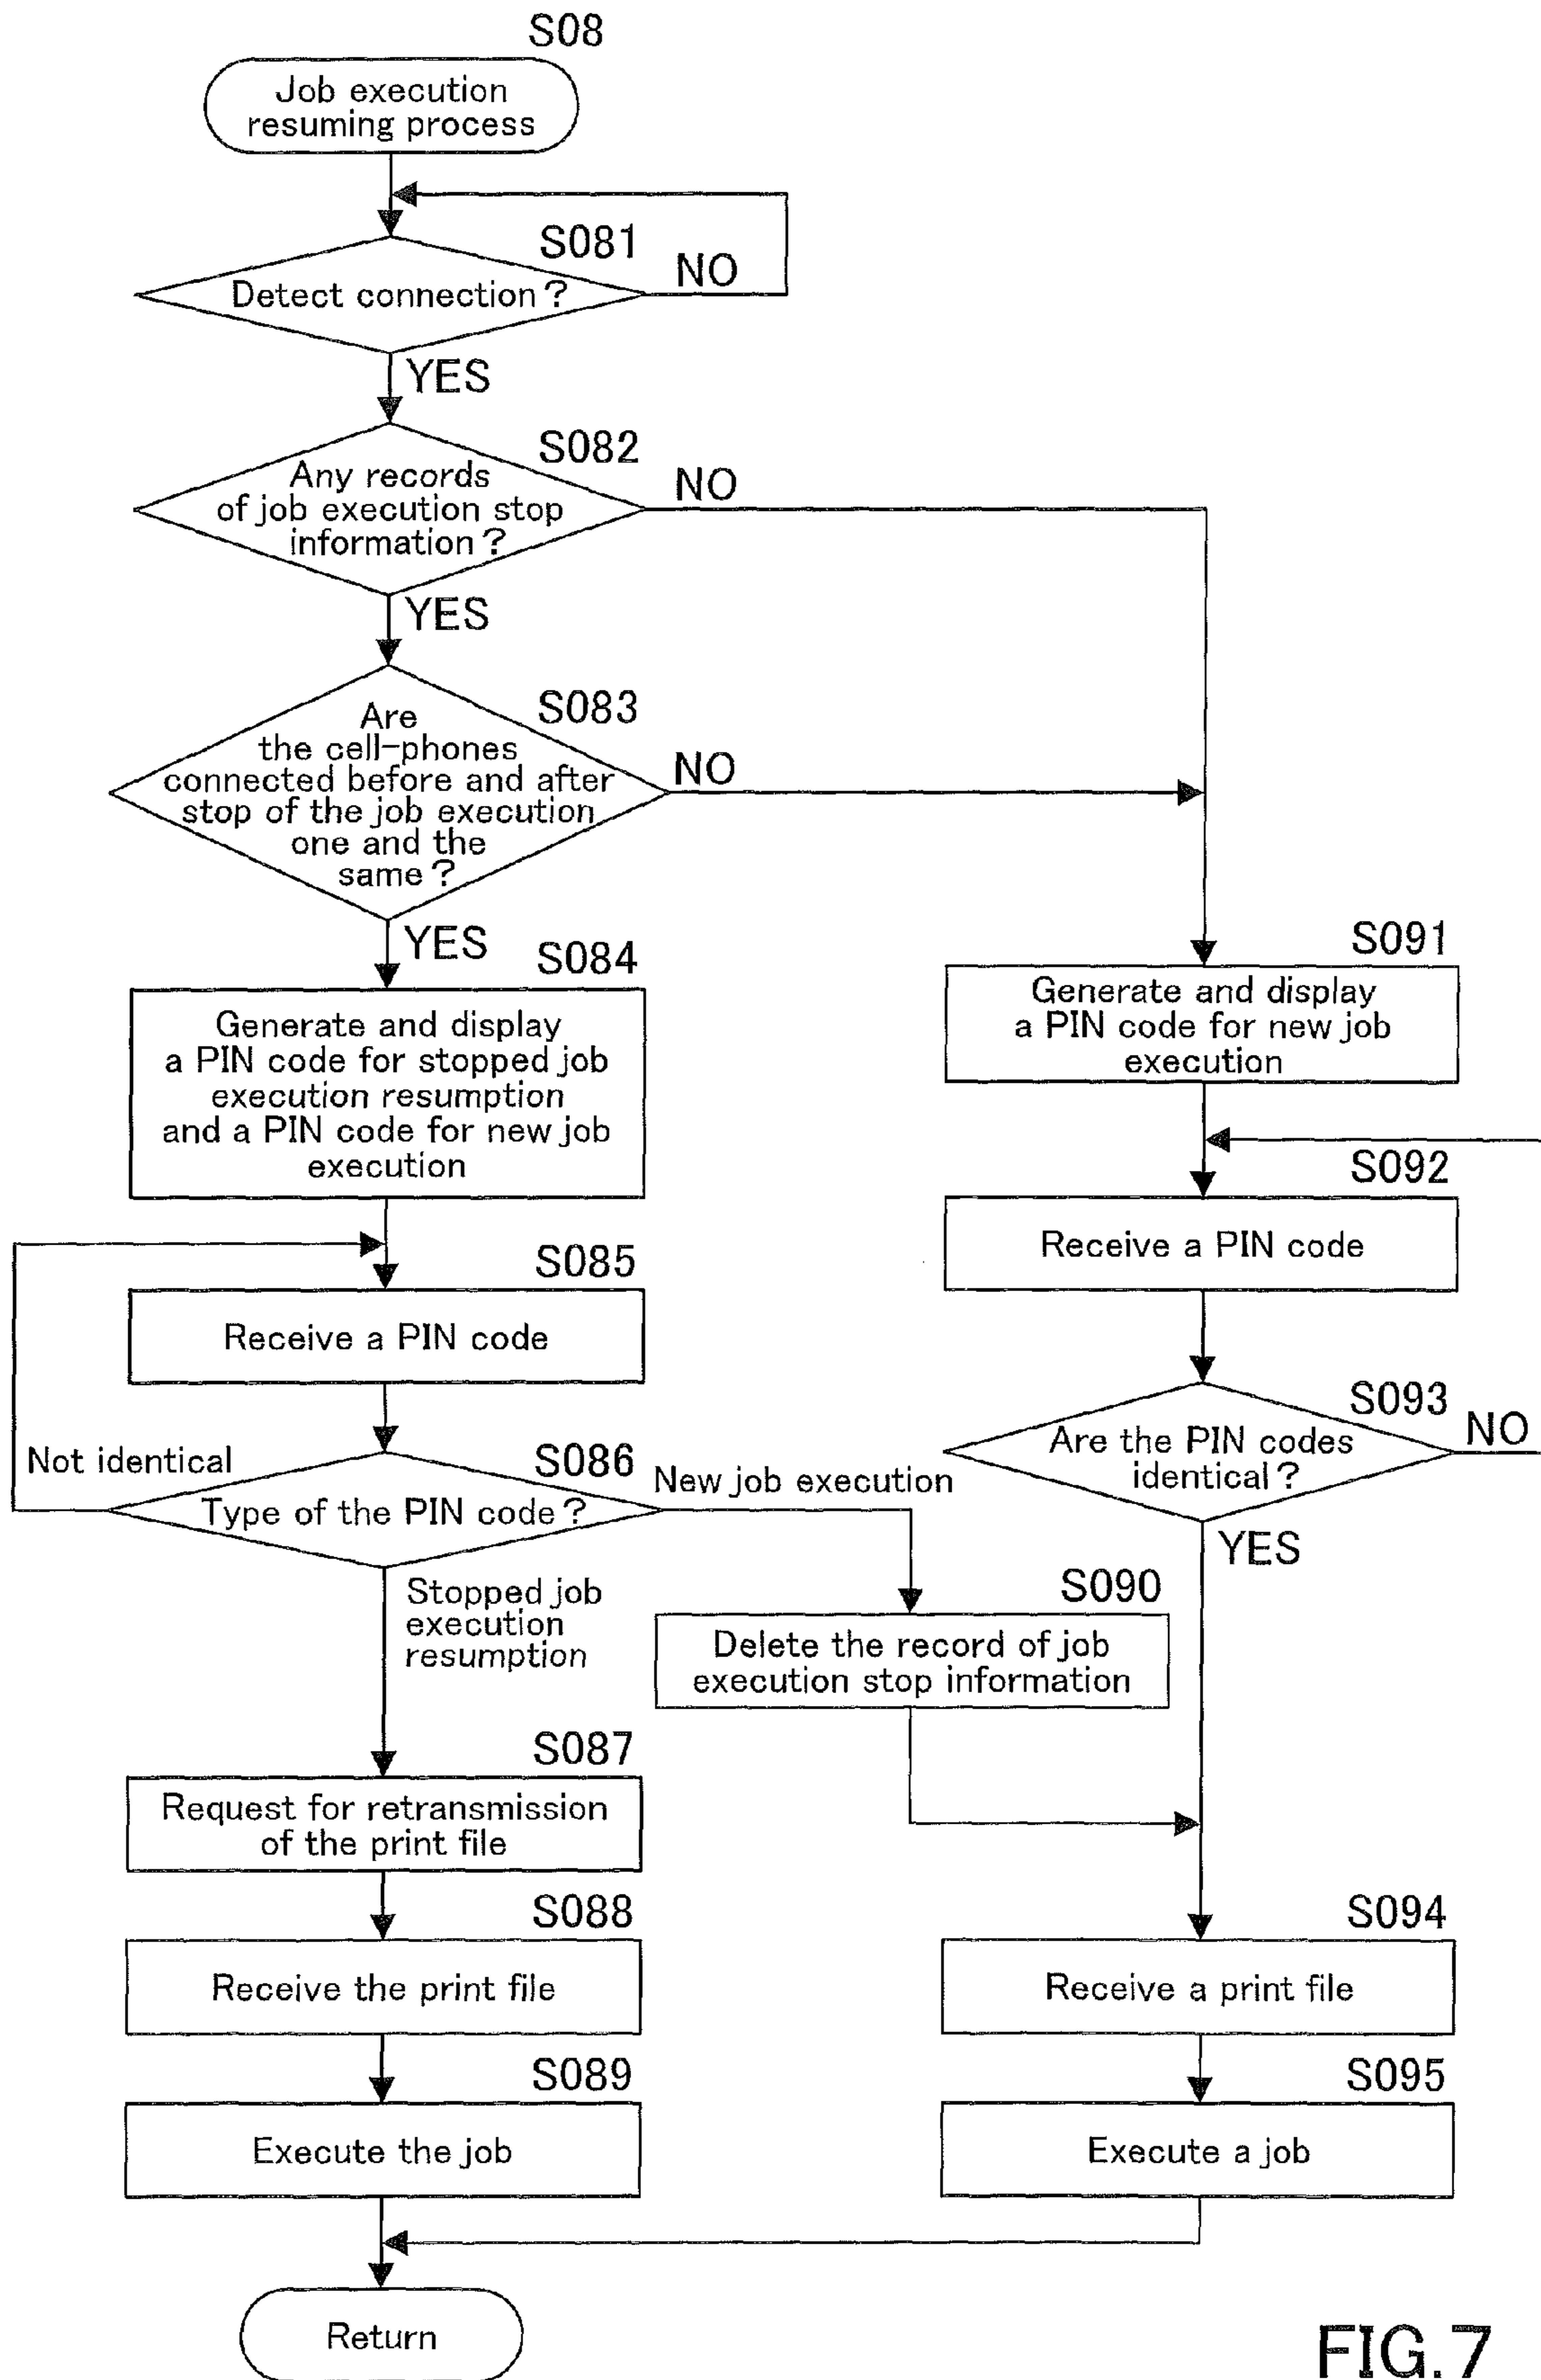 S08
Job execution
resuming process
S081
Detect connection?
NO
YES
S082
Any records
of job execution stop
information?
NO
YES
S083
Are
the cell-phones
connected before and after
stop of the job execution
one and the
same?
NO
YES
S084
Generate and display
a PIN code for stopped job
execution resumption
and a PIN code for new job
execution
S085
Receive a PIN code
S086
Type of the PIN code?
Not identical
New job execution
Stopped job
execution
resumption
S087
Request for retransmission
of the print file
S088
Receive the print file
S089
Execute the job
S090
Delete the record of job
execution stop information
S091
Generate and display
a PIN code for new job
execution
S092
Receive a PIN code
S093
Are the PIN codes
identical?
NO
YES
S094
Receive a print file
S095
Execute a job
Return
FIG.7